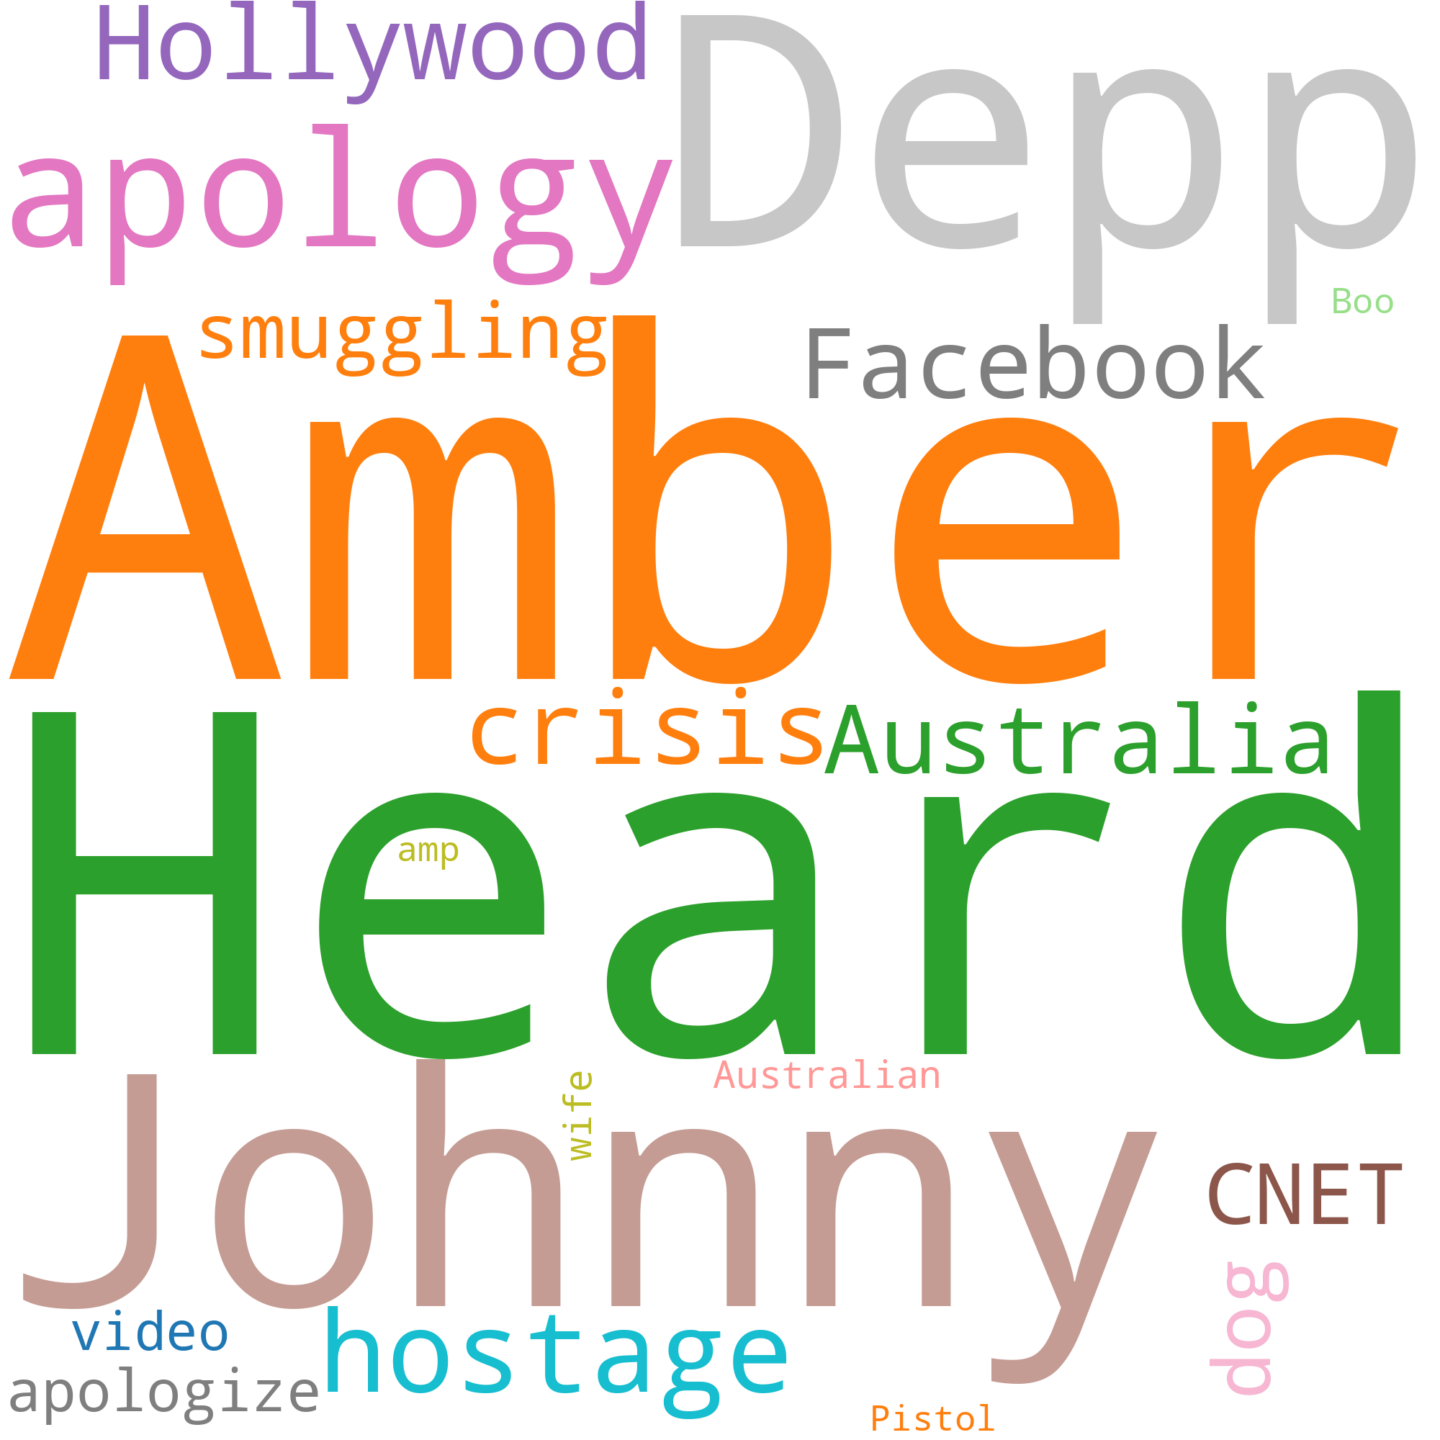 Hollywood
Depp
apology
Boo
smuggling
Facebook
Amber
crisis
Australia
Heard
amp
Australian
wife
Johnny
CNET
dog
video
hostage
apologize
Pistol